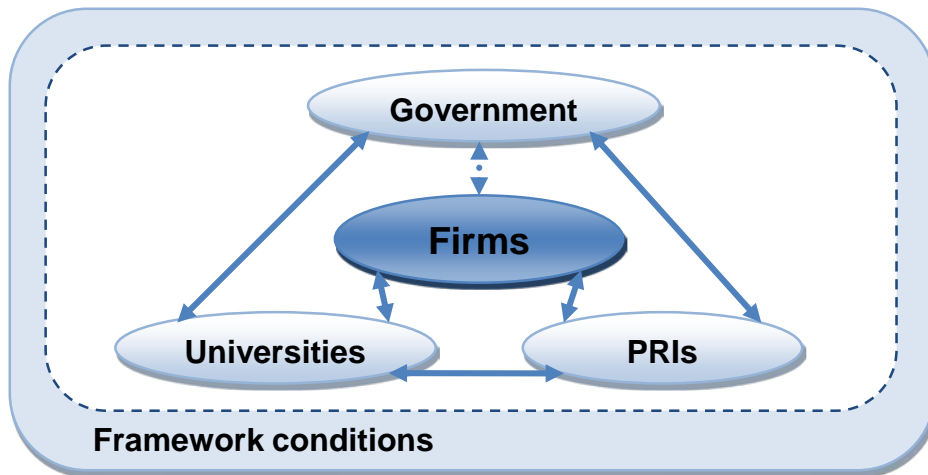 Government
Firms
Universities
PRIs
Framework conditions